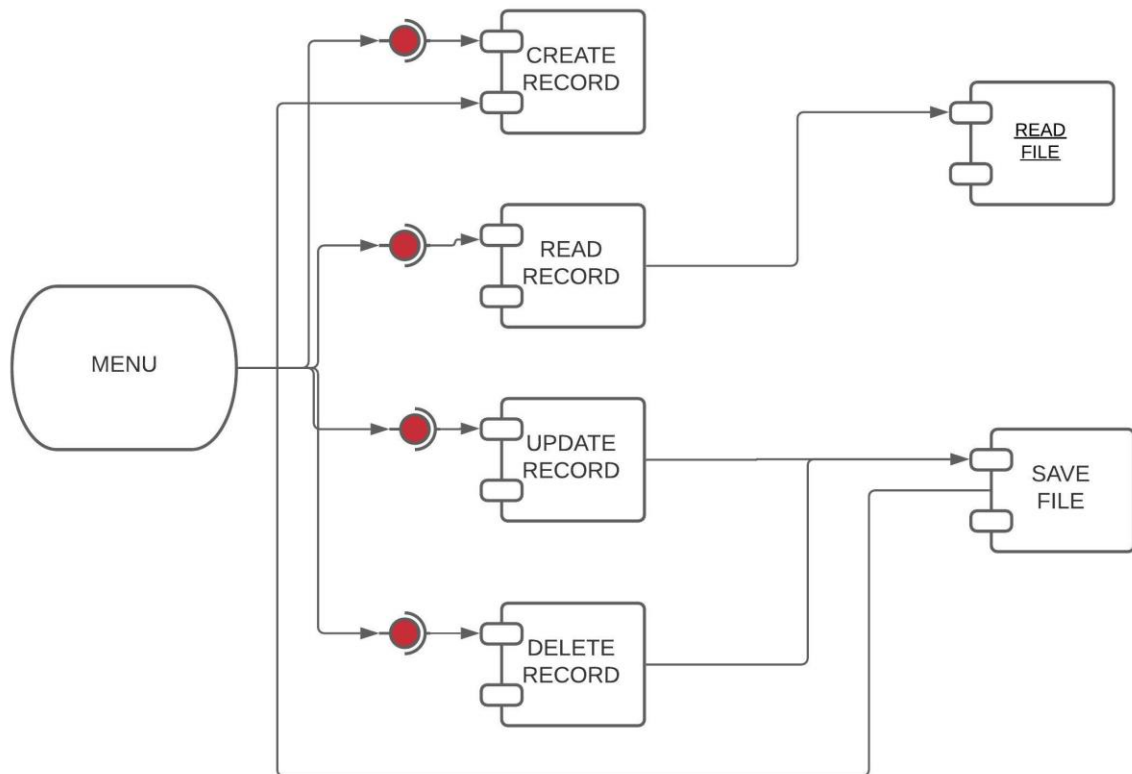 CREATE
RECORD
READ
FILE
READ
RECORD
MENU
UPDATE
RECORD
SAVE
FILE
DELETE
RECORD